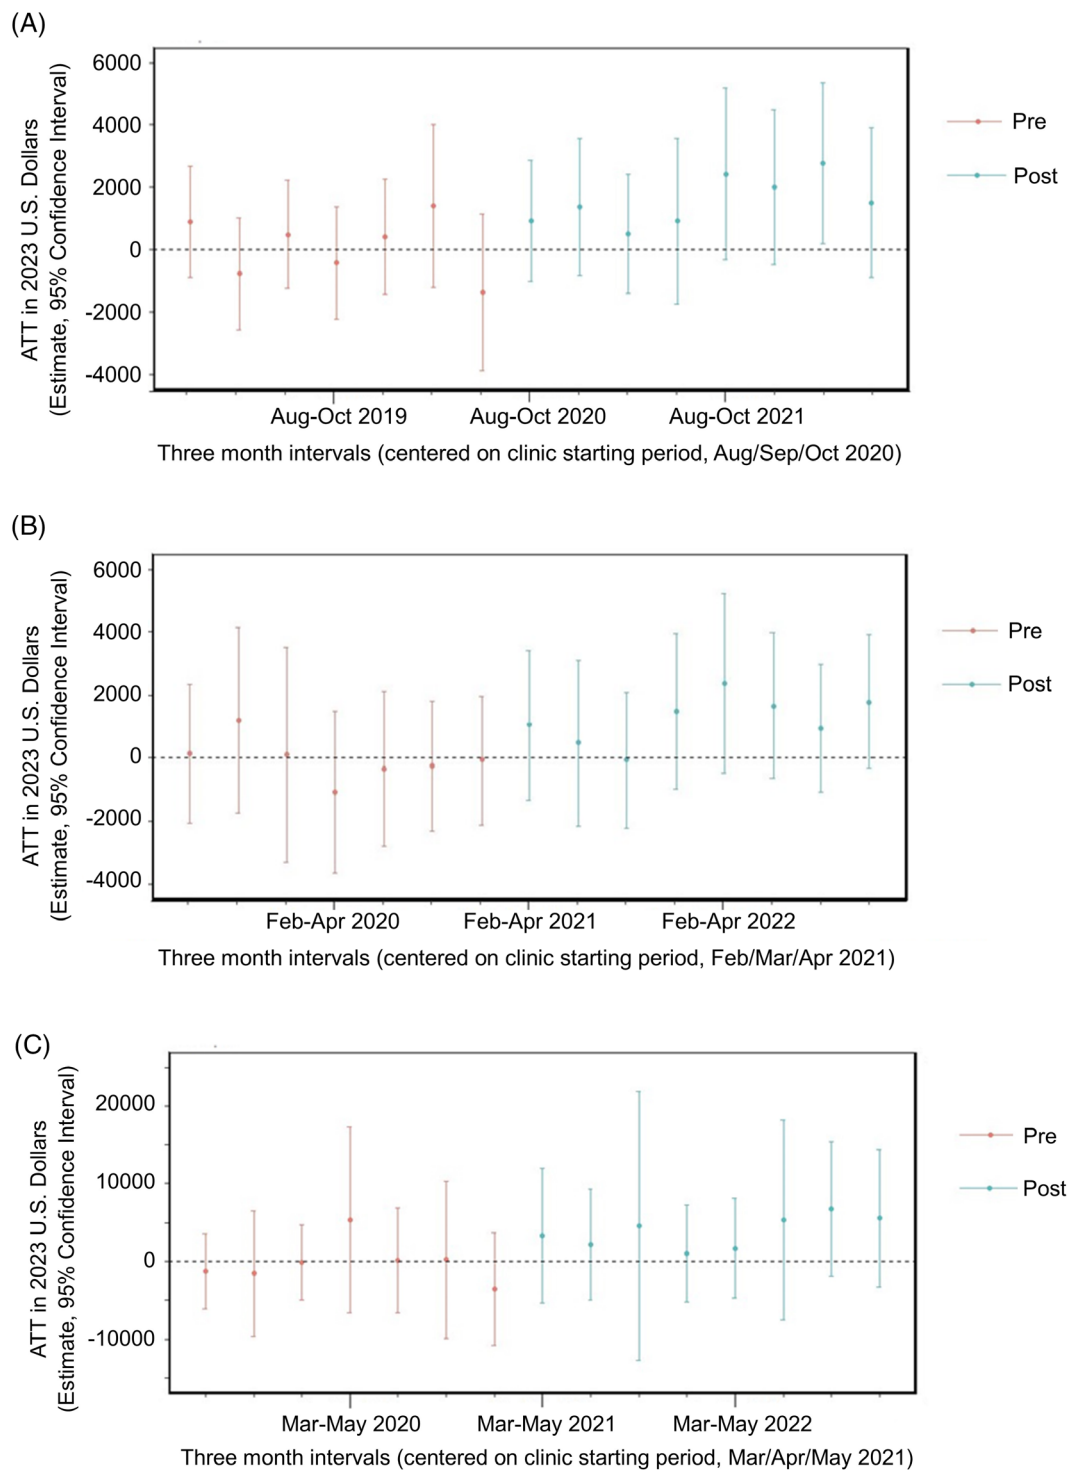 (A)
6000
4000
2000
0
-2000
-4000
ATT in 2023 U.S. Dollars
(Estimate, 95% Confidence Interval)
Pre
Post
Aug-Oct 2019 Aug-Oct 2020 Aug-Oct 2021
Three month intervals (centered on clinic starting period, Aug/Sep/Oct 2020)
(B)
6000
4000
2000
0
-2000
-4000
ATT in 2023 U.S. Dollars
(Estimate, 95% Confidence Interval)
Pre
Post
Feb-Apr 2020 Feb-Apr 2021 Feb-Apr 2022
Three month intervals (centered on clinic starting period, Feb/Mar/Apr 2021)
(C)
20000
10000
0
-10000
ATT in 2023 U.S. Dollars
(Estimate, 95% Confidence Interval)
Pre
Post
Mar-May 2020 Mar-May 2021 Mar-May 2022
Three month intervals (centered on clinic starting period, Mar/Apr/May 2021)